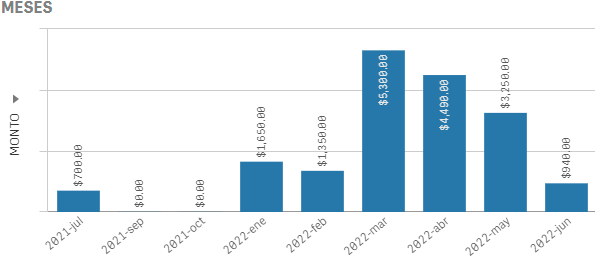 MESES
MONTO
$700.00
$0.00
$0.00
$1,650.00
$1,350.00
$5,300.00
$4,490.00
$3,250.00
$940.00
2021-jul
2021-sep
2021-oct
2022-ene
2022-feb
2022-mar
2022-abr
2022-may
2022-jun